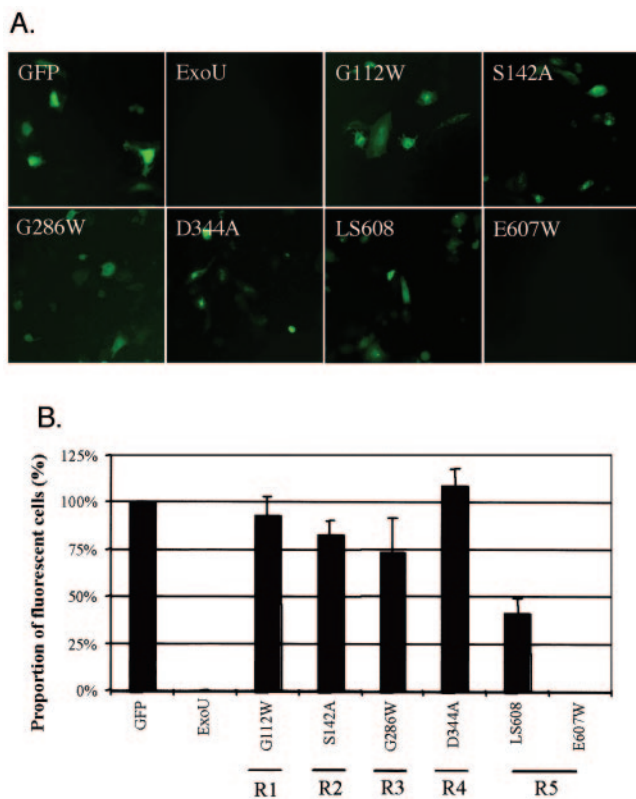 A.
GFP ExoU G112W S142A
G286W D344A LS608 E607W
B.
Proportion of fluorescent cells (%)
125%
100%
75%
50%
25%
0%
GFP ExoU G112W S142A G286W D344A LS608 E607W
R1 R2 R3 R4 R5